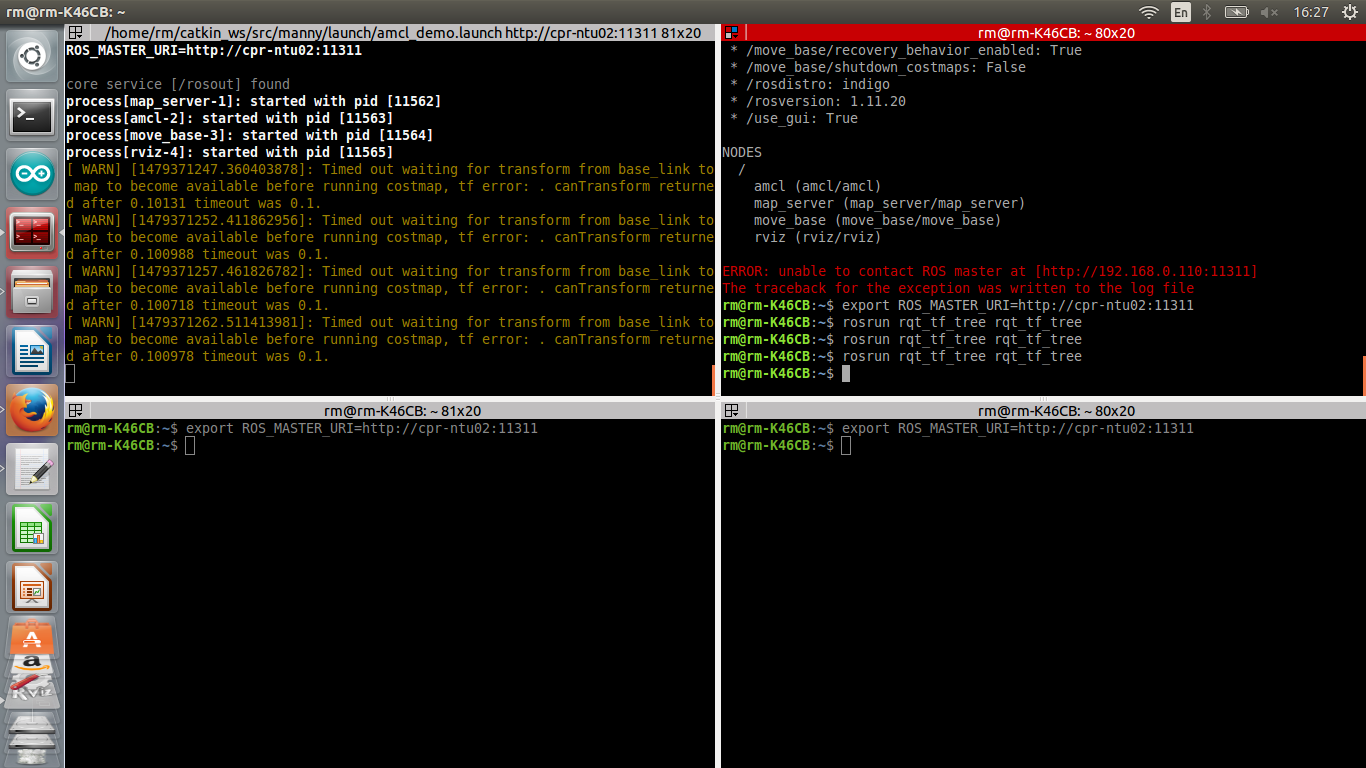 rm@rm-K46CB: ~
En
16:27
/home/rm/catkin_ws/src/manny/launch/amcl_demo.launch http://cpr-ntu02:11311 81x20
ROS_MASTER_URI=http://cpr-ntu02:11311
core service [/rosout] found
process[map_server-1]: started with pid [11562]
process[amcl-2]: started with pid [11563]
process[move_base-3]: started with pid [11564]
process[rviz-4]: started with pid [11565]
[ WARN] [1479371247.360403878]: Timed out waiting for transform from base_link to
map to become available before running costmap, tf error: . canTransform returne
d after 0.10131 timeout was 0.1.
[ WARN] [1479371252.411862956]: Timed out waiting for transform from base_link to
map to become available before running costmap, tf error: . canTransform returne
d after 0.100988 timeout was 0.1.
[ WARN] [1479371257.461826782]: Timed out waiting for transform from base_link to
map to become available before running costmap, tf error: . canTransform returne
d after 0.100718 timeout was 0.1.
[ WARN] [1479371262.511413981]: Timed out waiting for transform from base_link to
map to become available before running costmap, tf error: . canTransform returne
d after 0.100978 timeout was 0.1.
rm@rm-K46CB: ~ 80x20
* /move_base/recovery_behavior_enabled: True
* /move_base/shutdown_costmaps: False
* /rosdistro: indigo
* /rosversion: 1.11.20
* /use_gui: True
NODES
/
amcl (amcl/amcl)
map_server (map_server/map_server)
move_base (move_base/move_base)
rviz (rviz/rviz)
ERROR: unable to contact ROS master at [http://192.168.0.110:11311]
The traceback for the exception was written to the log file
rm@rm-K46CB:~$ export ROS_MASTER_URI=http://cpr-ntu02:11311
rm@rm-K46CB:~$ rosrun rqt_tf_tree rqt_tf_tree
rm@rm-K46CB:~$ rosrun rqt_tf_tree rqt_tf_tree
rm@rm-K46CB:~$ rosrun rqt_tf_tree rqt_tf_tree
rm@rm-K46CB:~$
rm@rm-K46CB: ~ 81x20
rm@rm-K46CB:~$ export ROS_MASTER_URI=http://cpr-ntu02:11311
rm@rm-K46CB:~$
rm@rm-K46CB: ~ 80x20
rm@rm-K46CB:~$ export ROS_MASTER_URI=http://cpr-ntu02:11311
rm@rm-K46CB:~$
A
a
RViz